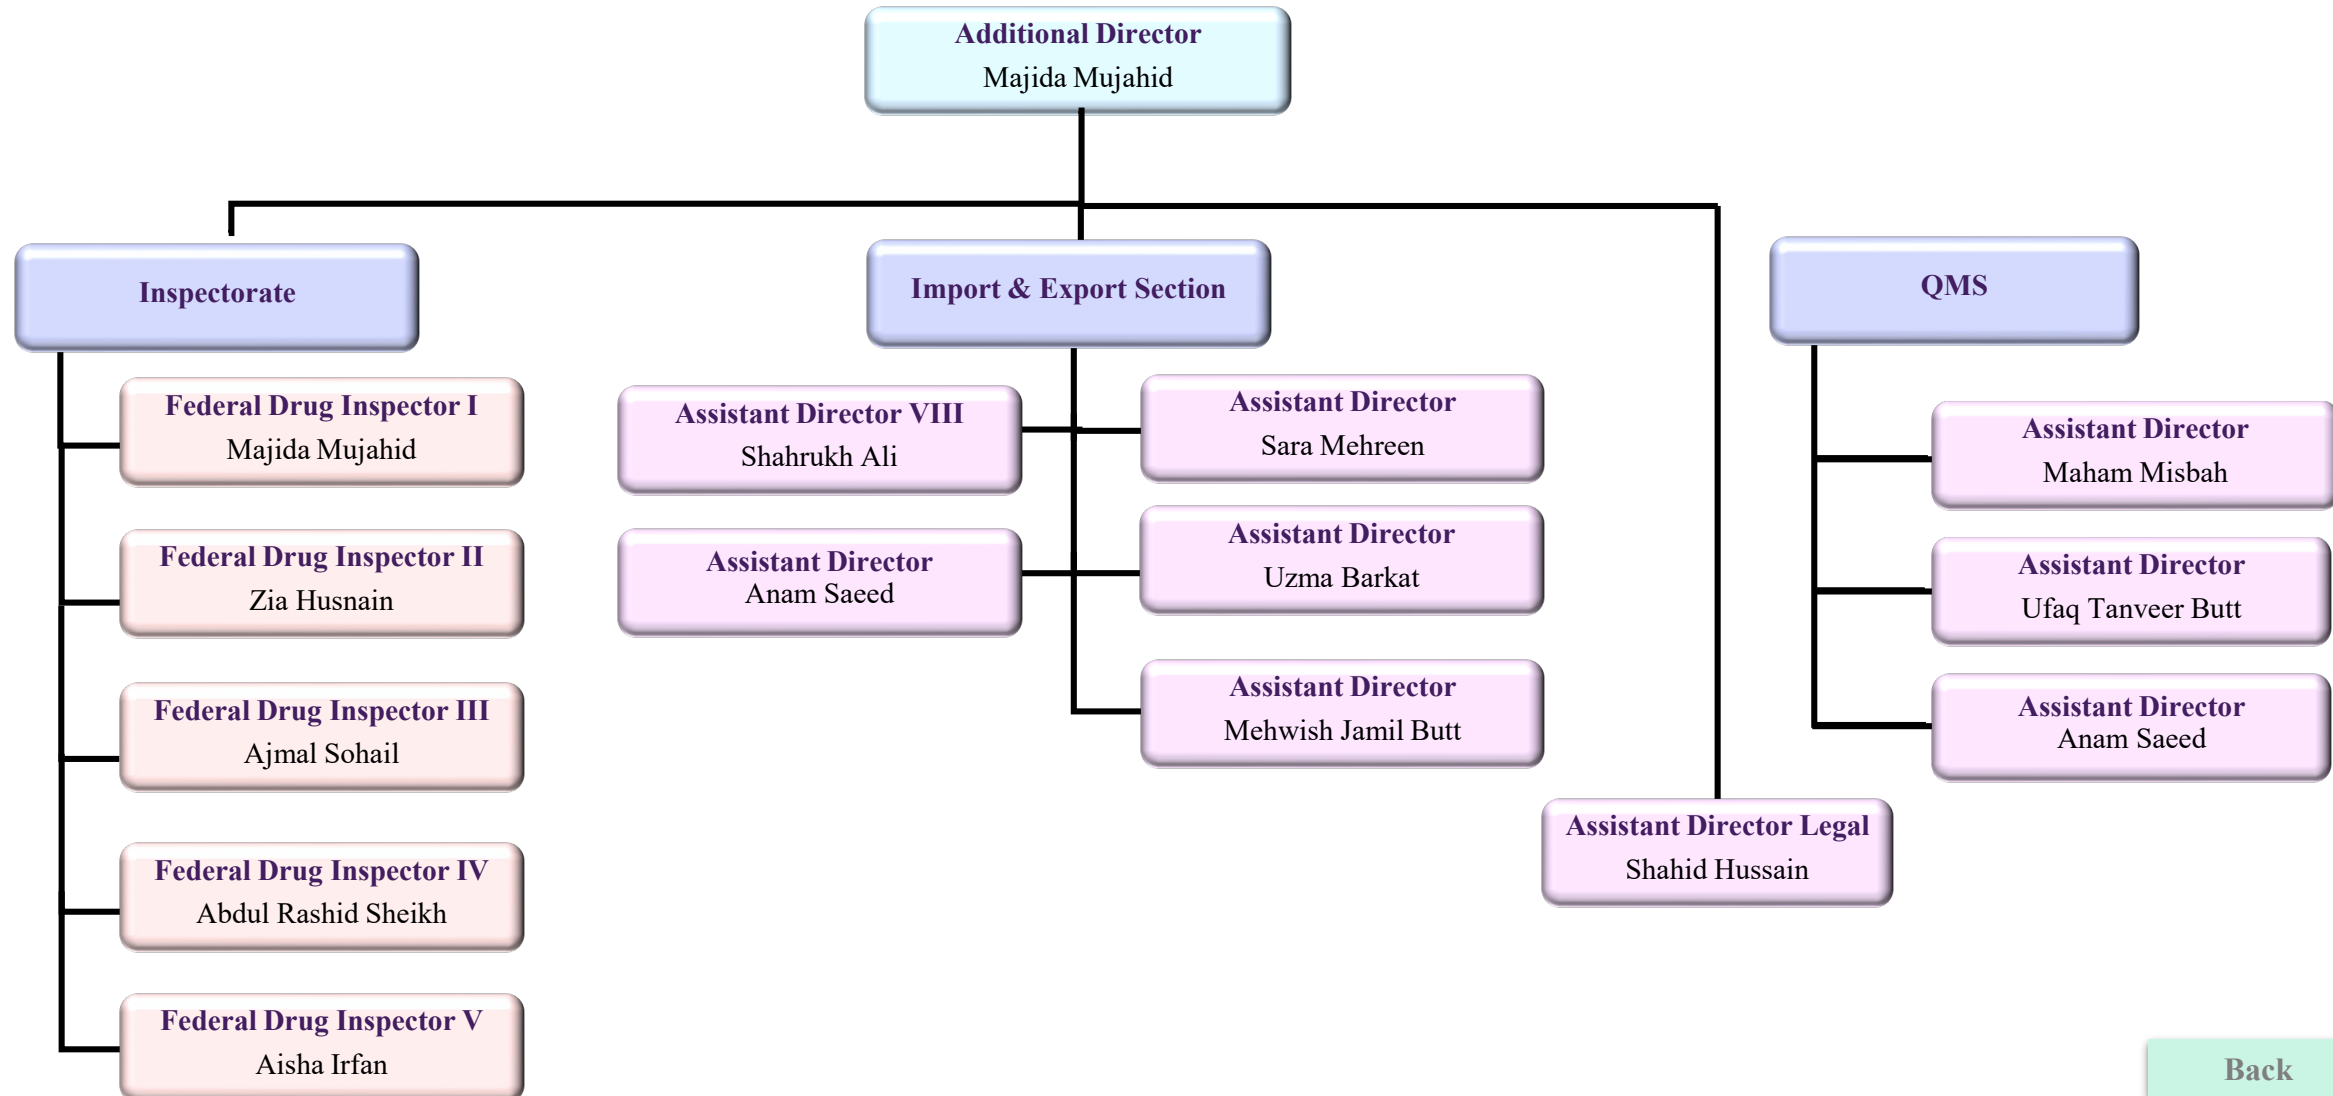 Additional Director
Majida Mujahid
Inspectorate
Import & Export Section
QMS
Federal Drug Inspector I
Majida Mujahid
Federal Drug Inspector II
Zia Husnain
Federal Drug Inspector III
Ajmal Sohail
Federal Drug Inspector IV
Abdul Rashid Sheikh
Federal Drug Inspector V
Aisha Irfan
Assistant Director VIII
Shahrukh Ali
Assistant Director
Anam Saeed
Assistant Director
Sara Mehreen
Assistant Director
Uzma Barkat
Assistant Director
Mehwish Jamil Butt
Assistant Director Legal
Shahid Hussain
Assistant Director
Maham Misbah
Assistant Director
Ufaq Tanveer Butt
Assistant Director
Anam Saeed
Back